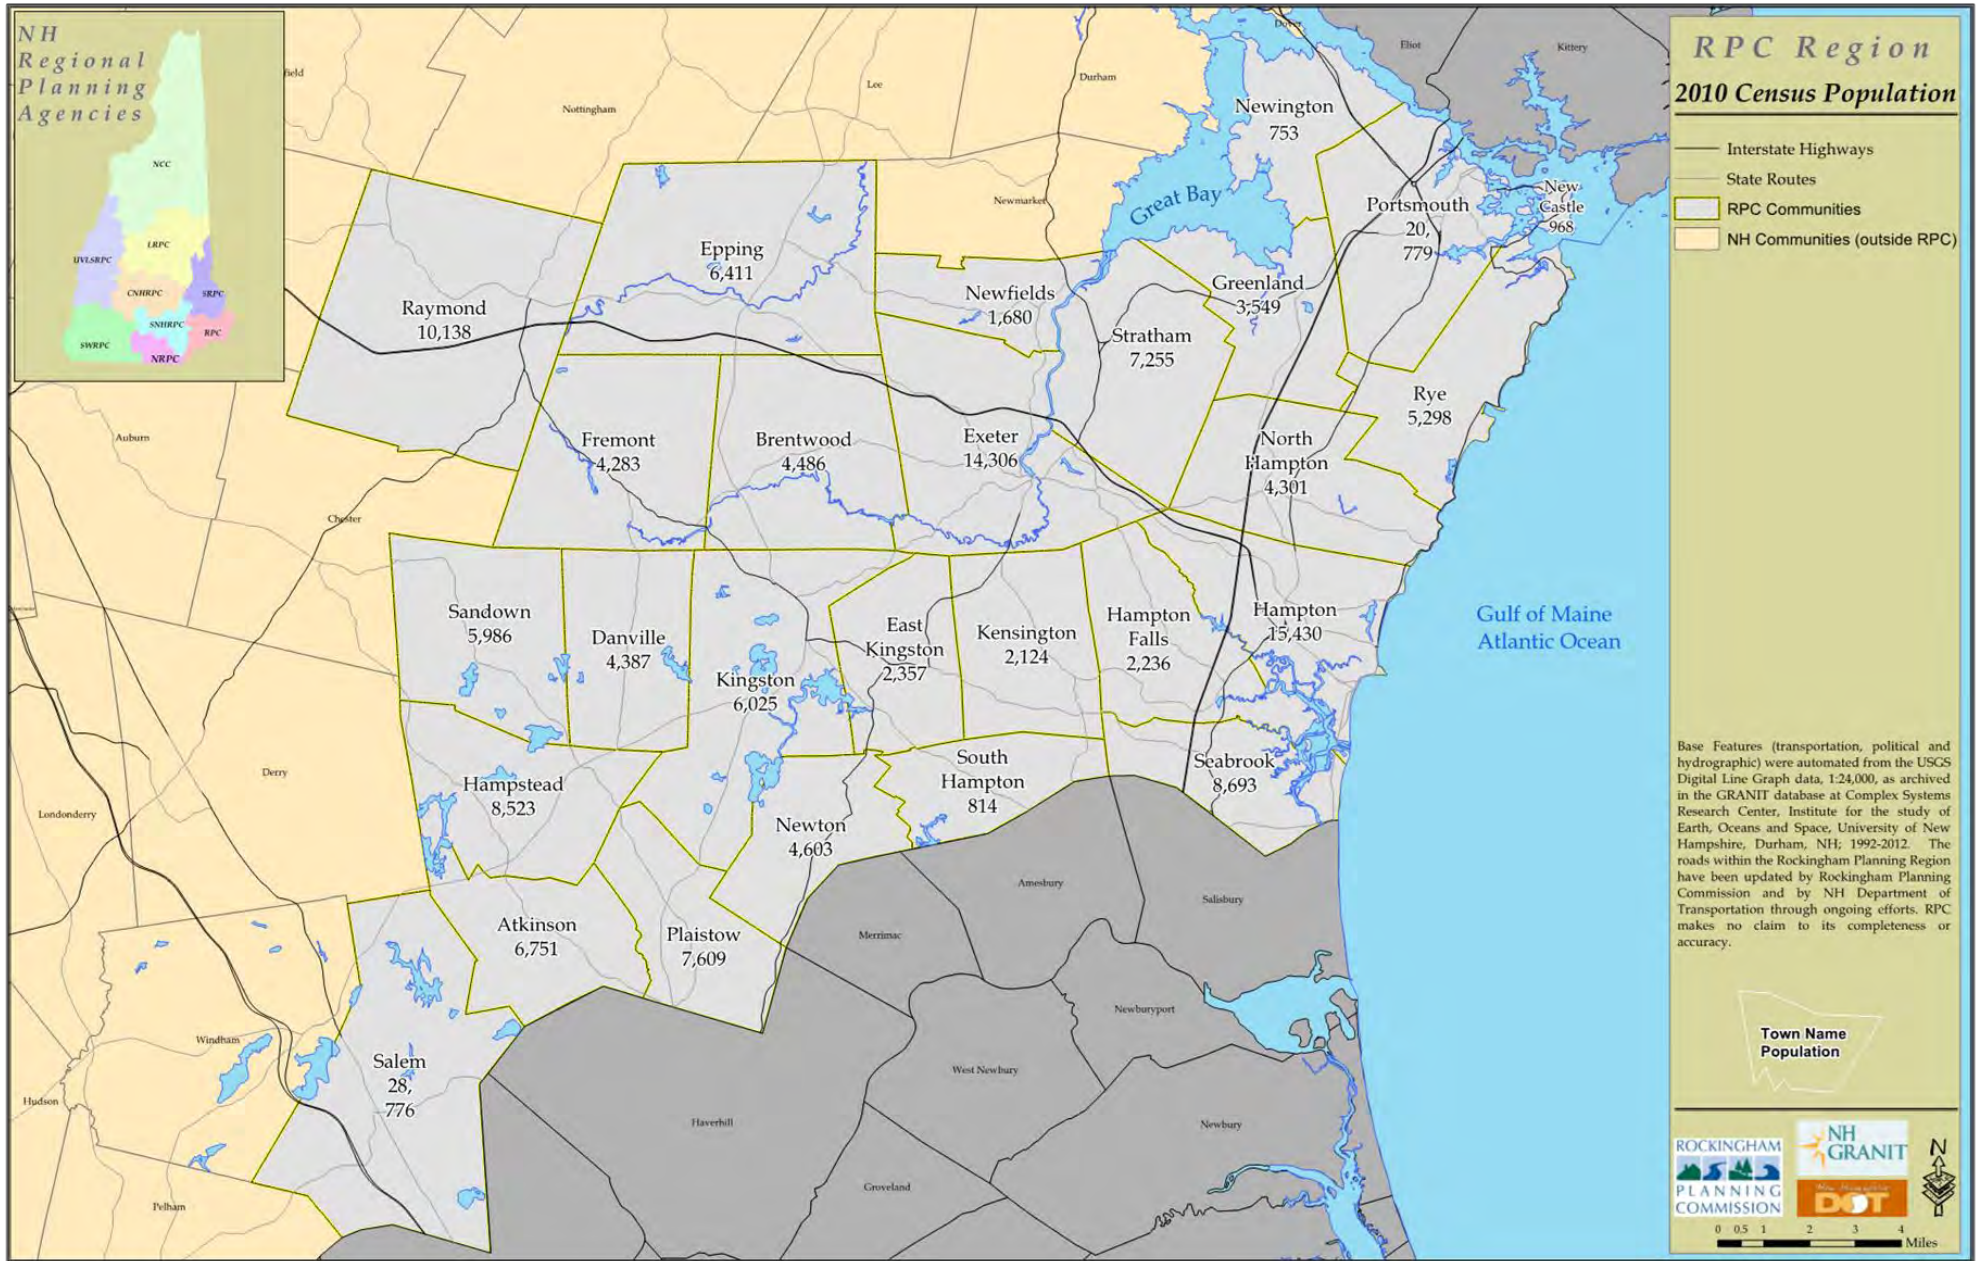 NH
Regional
Planning
Agencies
NCC
LRPC
UVLSRPC
CNHRPC
SRPC
SNHRPC
RPC
SWRPC
NRPC
RPC Region
2010 Census Population
Interstate Highways
State Routes
RPC Communities
NH Communities (outside RPC)
Dover
Eliot
Kittery
Nottingham
Lee
Durham
Newmarket
Newington
753
Great Bay
New
Castle
968
Portsmouth
20,
779
Epping
6,411
Raymond
10,138
Newfields
1,680
Greenland
3,549
Stratham
7,255
Rye
5,298
Fremont
4,283
Brentwood
4,486
Exeter
14,306
North
Hampton
4,301
Auburn
Chester
Sandown
5,986
Danville
4,387
Kingston
6,025
East
Kingston
2,357
Kensington
2,124
Hampton
Falls
2,236
Hampton
15,430
Gulf of Maine
Atlantic Ocean
Derry
Londonderry
Hampstead
8,523
South
Hampton
814
Seabrook
8,693
Newton
4,603
Atkinson
6,751
Plaistow
7,609
Amesbury
Salisbury
Merrimac
Newburyport
West Newbury
Windham
Salem
28,
776
Hudson
Haverhill
Newbury
Groveland
Pelham
Base Features (transportation, political and
hydrographic) were automated from the USGS
Digital Line Graph data, 1:24,000, as archived
in the GRANIT database at Complex Systems
Research Center, Institute for the study of
Earth, Oceans and Space, University of New
Hampshire, Durham, NH; 1992-2012. The
roads within the Rockingham Planning Region
have been updated by Rockingham Planning
Commission and by NH Department of
Transportation through ongoing efforts. RPC
makes no claim to its completeness or
accuracy.
Town Name
Population
ROCKINGHAM
PLANNING
COMMISSION
NH
GRANIT
New Hampshire
DOT
N
0 0.5 1 2 3 4
Miles